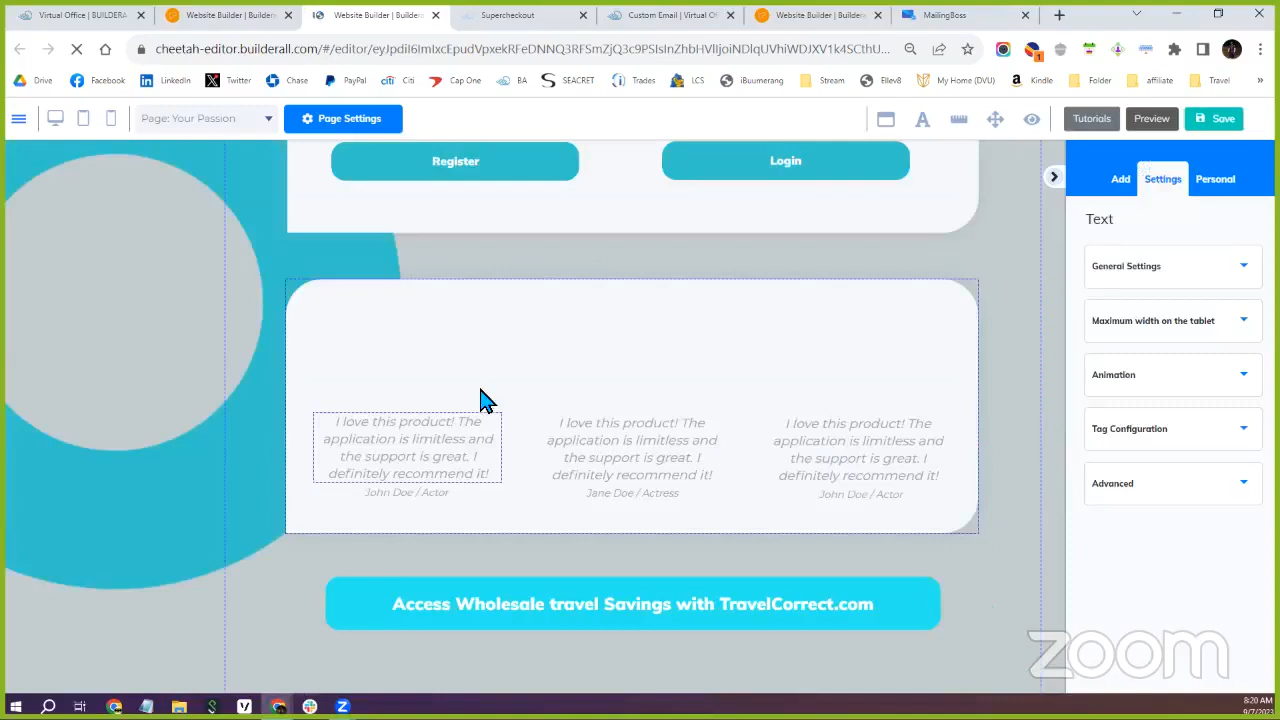 Virtual Office | BUILDERA
Website Builder | Builderal
Website Builder | Buildera
Supercheckout
Custom Email | Virtual Of
Website Builder | Buildera
MailingBoss
cheetah-editor.builderall.com/#/editor/
Drive
Facebook
LinkedIn
Twitter
Chase
PayPal
Citi
Cap One
BA
SEACRET
Trades
LCS
iBuumerang
Stream
Ellev8
My Home (DVU)
Kindle
Folder
affiliate
Travel
Page: Your Passion
Page Settings
Tutorials
Preview
Save
Register
Login
Add
Settings
Personal
Text
General Settings
Maximum width on the tablet
Animation
Tag Configuration
Advanced
I love this product! The
application is limitless and
the support is great. I
definitely recommend it!
John Doe / Actor
I love this product! The
application is limitless and
the support is great. I
definitely recommend it!
Jane Doe / Actress
I love this product! The
application is limitless and
the support is great. I
definitely recommend it!
John Doe / Actor
Access Wholesale travel Savings with TravelCorrect.com
zoom
8:20 AM